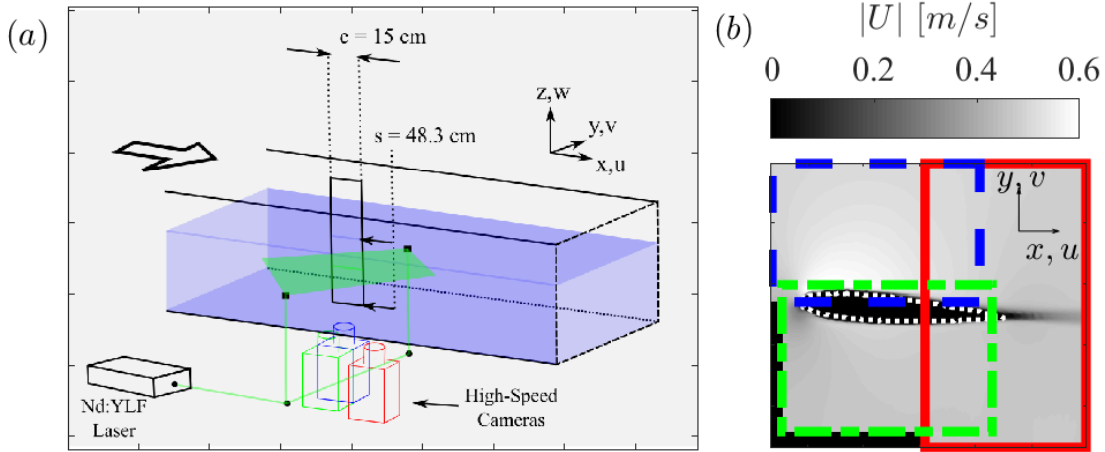 (a)
c = 15 cm
s = 48.3 cm
z,w
y,v
x,u
Nd:YLF
Laser
High-Speed
Cameras
(b)
|U| [m/s]
0 0.2 0.4 0.6
y, v
x, u